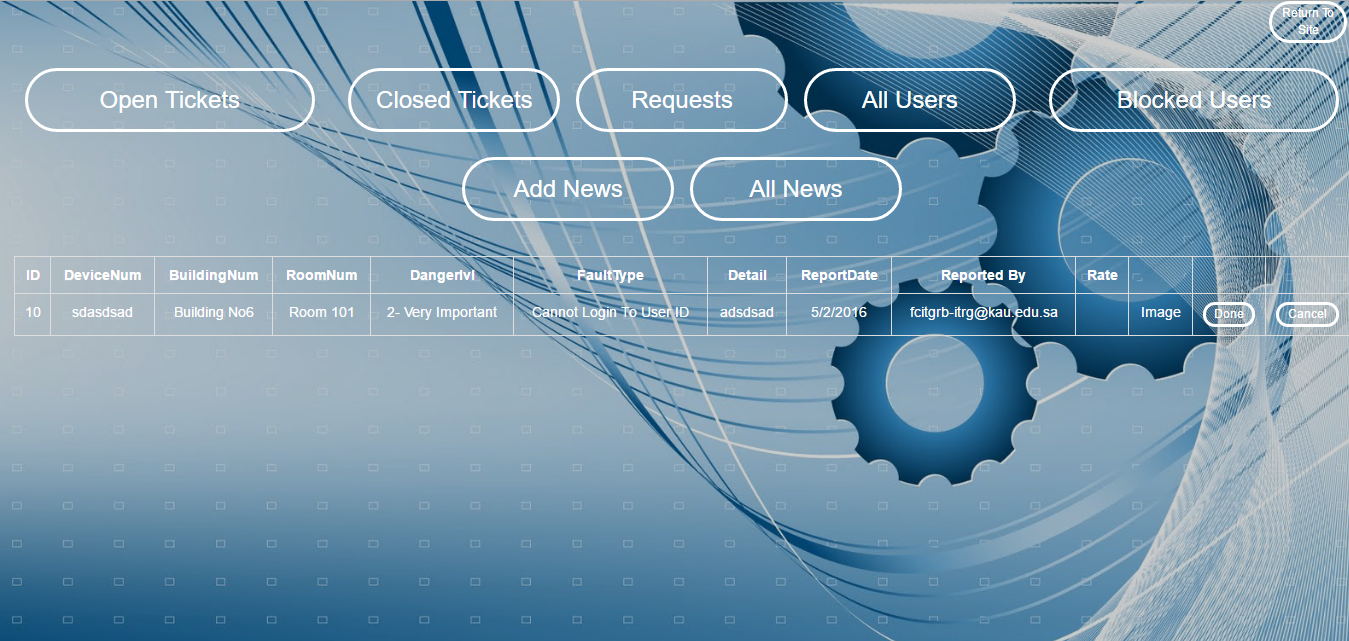 Return To
Site
Open Tickets Closed Tickets Requests All Users Blocked Users
Add News All News
ID DeviceNum BuildingNum RoomNum Dangerlvl FaultType Detail ReportDate Reported By Rate
10 sdasdsad Building No6 Room 101 2- Very Important Cannot Login To User ID adsdsad 5/2/2016 fcitgrb-itrg@kau.edu.sa Image Done Cancel